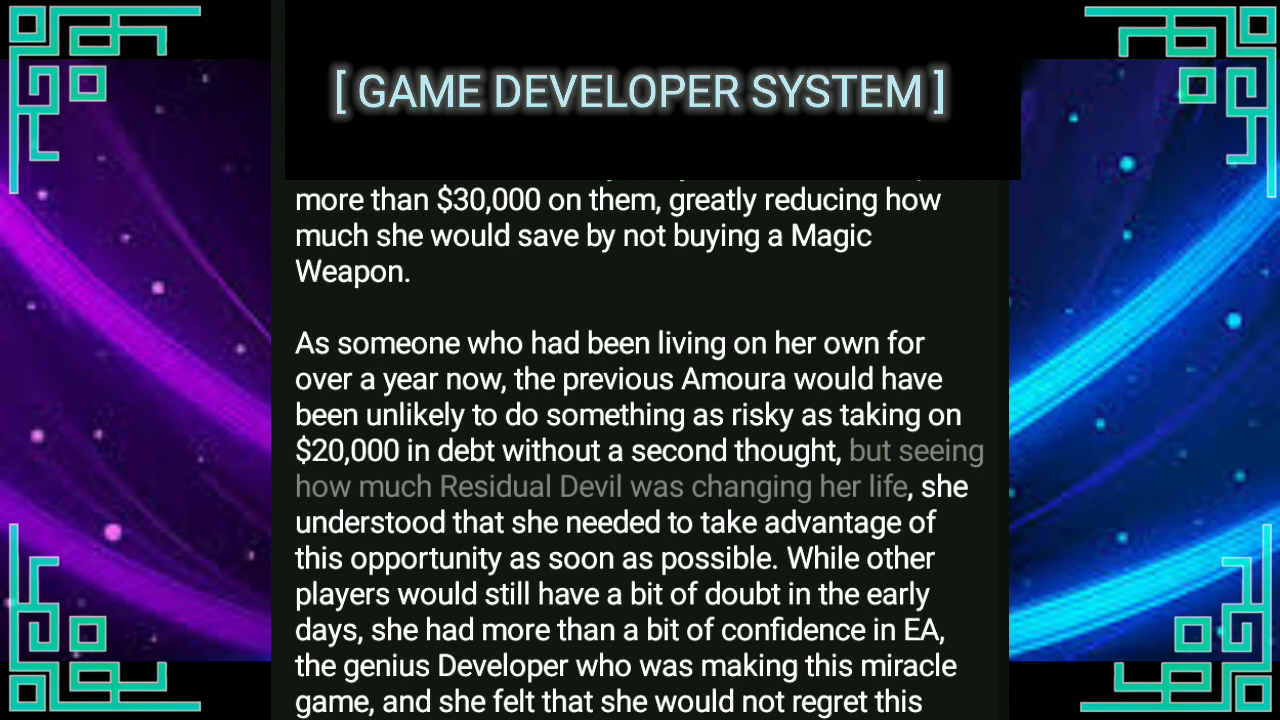 [ GAME DEVELOPER SYSTEM ]
more than $30,000 on them, greatly reducing how
much she would save by not buying a Magic
Weapon.
As someone who had been living on her own for
over a year now, the previous Amoura would have
been unlikely to do something as risky as taking on
$20,000 in debt without a second thought, but seeing
how much Residual Devil was changing her life, she
understood that she needed to take advantage of
this opportunity as soon as possible. While other
players would still have a bit of doubt in the early
days, she had more than a bit of confidence in EA,
the genius Developer who was making this miracle
game, and she felt that she would not regret this